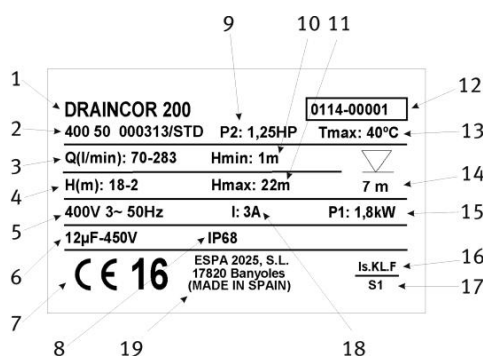 9 10 11
1 DRAINCOR 200 0114-00001 12
2 400 50 000313/STD P2: 1,25HP Tmax: 40ºC 13
3 Q(l/min): 70-283 Hmin: 1m
4 H(m): 18-2 Hmax: 22m 7 m 14
5 400V 3~ 50Hz I: 3A P1: 1,8kW 15
6 12µF-450V IP68
7 CE 16 ESPA 2025, S.L. Is.KL.F 16
17820 Banyoles S1 17
(MADE IN SPAIN)
8 19 18